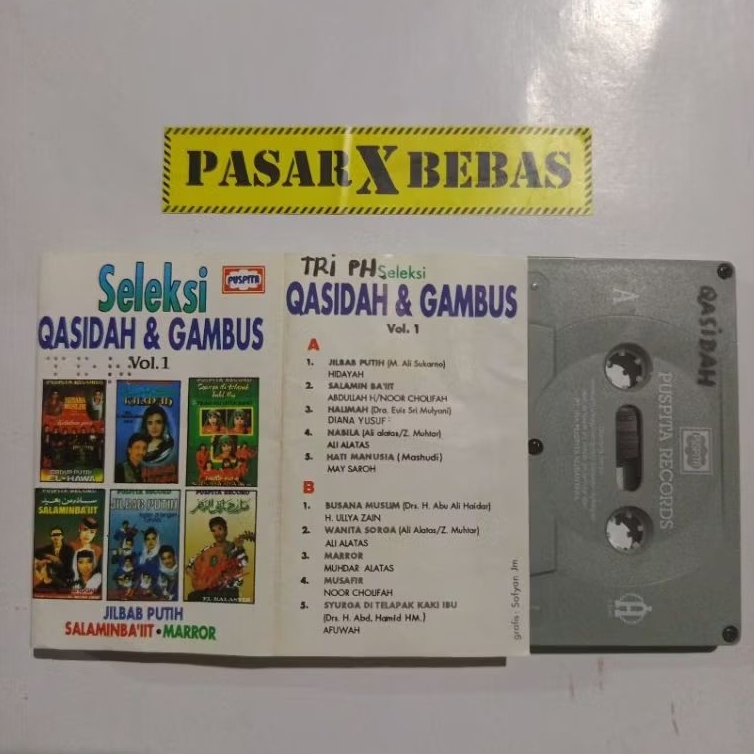 PASAR X BEBAS
Seleksi
PUSPITA
QASIDAH & GAMBUS
Vol.1
SALAMINBA'IIT
JILBAB PUTIH
JILBAB PUTIH
SALAMINBA'IIT • MARROR
TRI PH Seleksi
QASIDAH & GAMBUS
Vol. 1
A
1. JILBAB PUTIH (M. Ali Sukarno)
HIDAYAH
2. SALAMIN BA'IIT
ABDULLAH H/NOOR CHOLIFAH
3. HALIMAH (Dra. Euis Sri Mulyani)
DIANA YUSUF
4. NABILA (Ali alatas/Z. Muhtar)
ALI ALATAS
5. HATI MANUSIA (Mashudi)
MAY SAROH
B
1. BUSANA MUSLIM (Drs. H. Abu Ali Haidar)
H. ULLYA ZAIN
2. WANITA SORGA (Ali Alatas/Z. Muhtar)
ALI ALATAS
3. MARROR
MUHDAR ALATAS
4. MUSAFIR
NOOR CHOLIFAH
5. SYURGA DI TELAPAK KAKI IBU
(Drs. H. Abd. Hamid HM.)
AFUWAH
grafis : Sofyan Jm
A
QASIDAH
PUSPITA
PUSPITA RECORDS